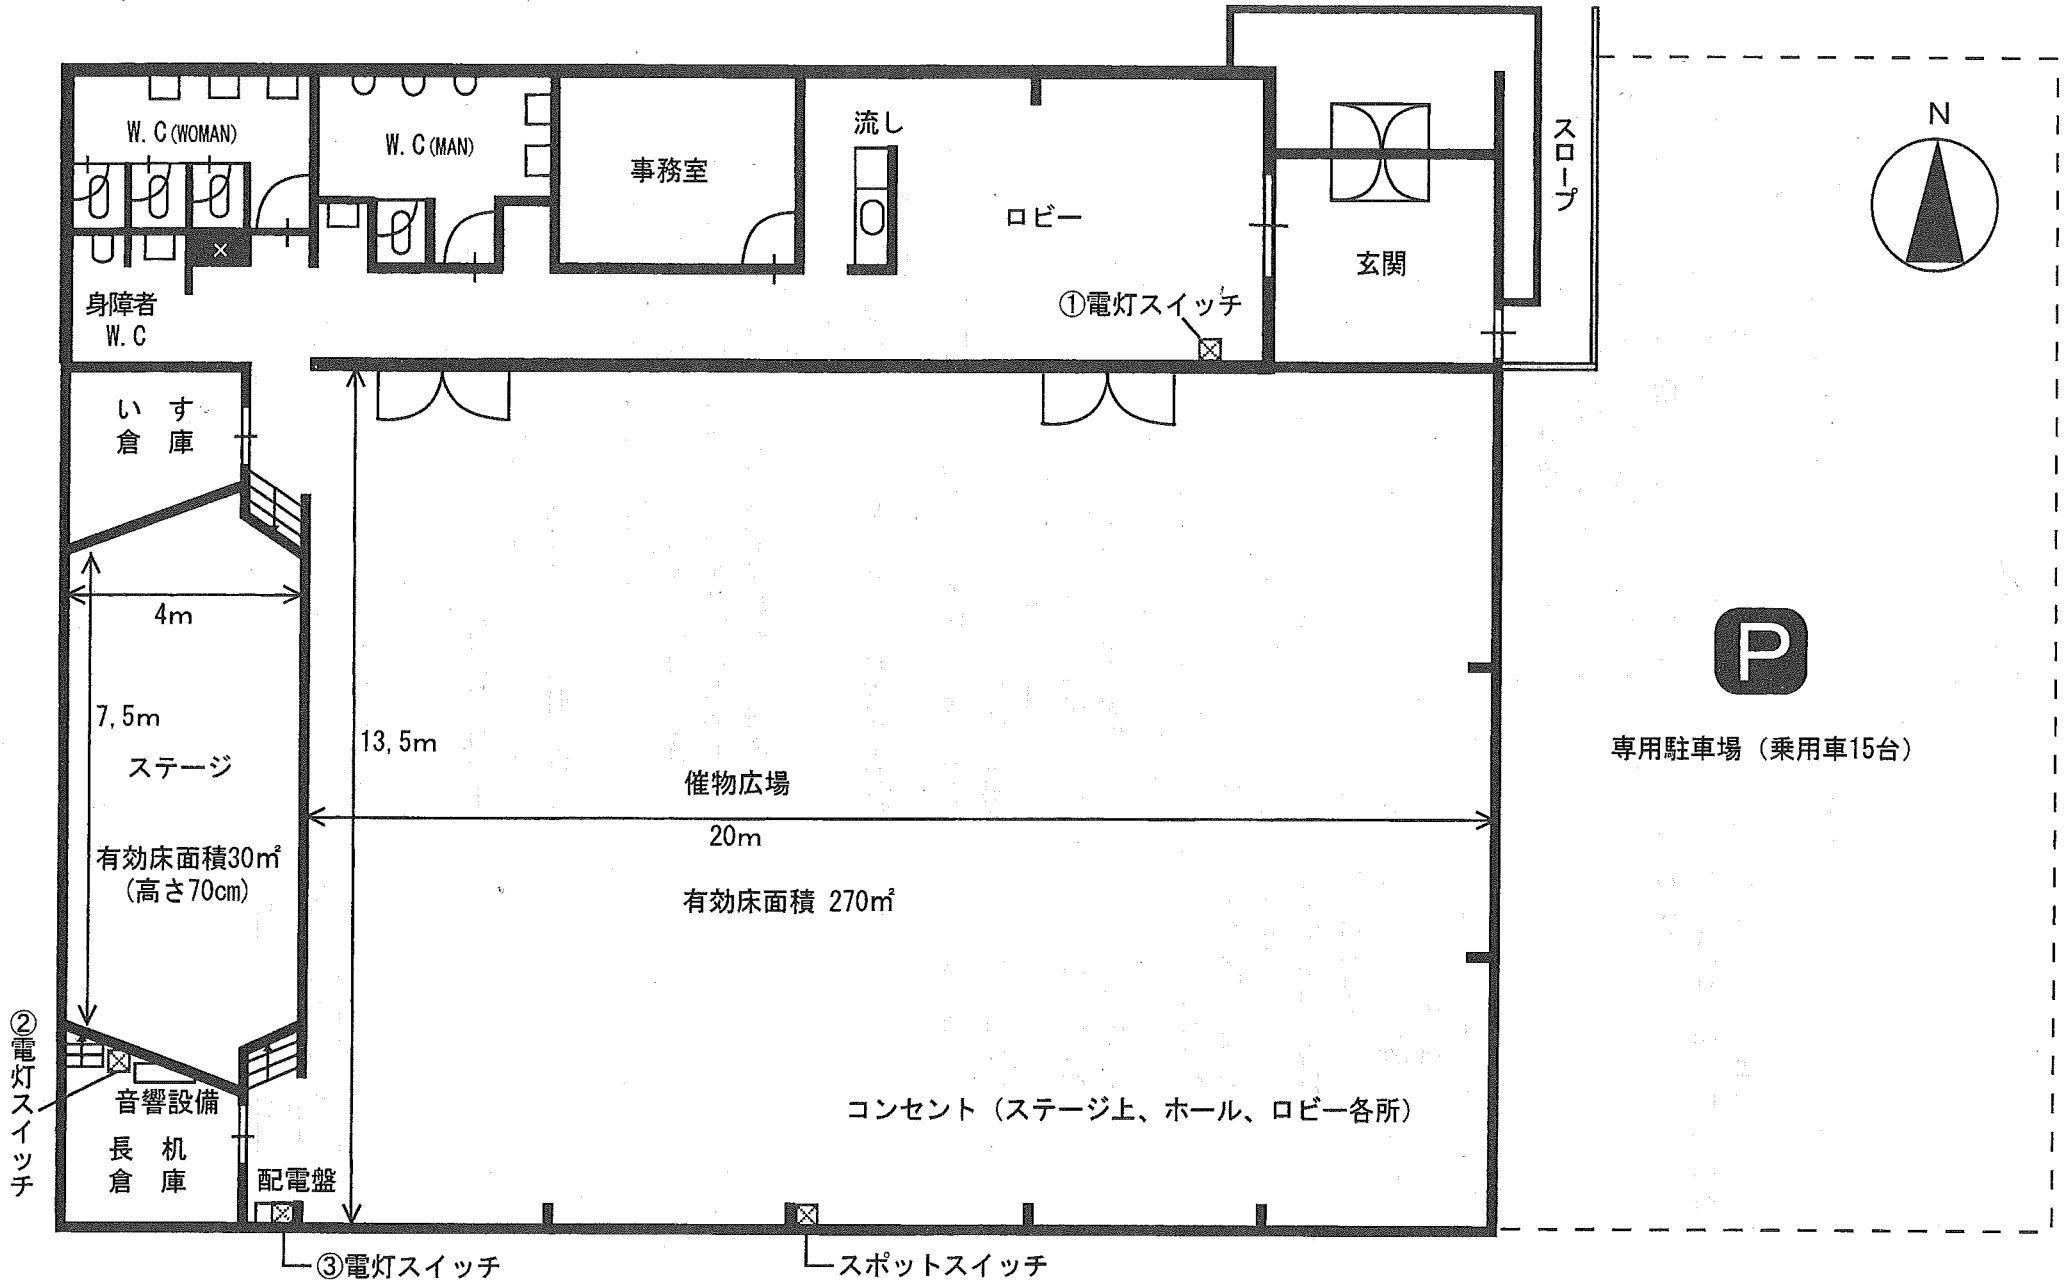 W.C(WOMAN)
W.C(MAN)
事務室
流し
ロビー
玄関
スロープ
N
身障者
W.C
①電灯スイッチ
いす
倉庫
4m
7,5m
ステージ
有効床面積30㎡
(高さ70cm)
13,5m
催物広場
20m
有効床面積 270㎡
P
専用駐車場（乗用車15台）
②電灯スイッチ
音響設備
長机
倉庫
配電盤
コンセント（ステージ上、ホール、ロビー各所）
③電灯スイッチ
スポットスイッチ